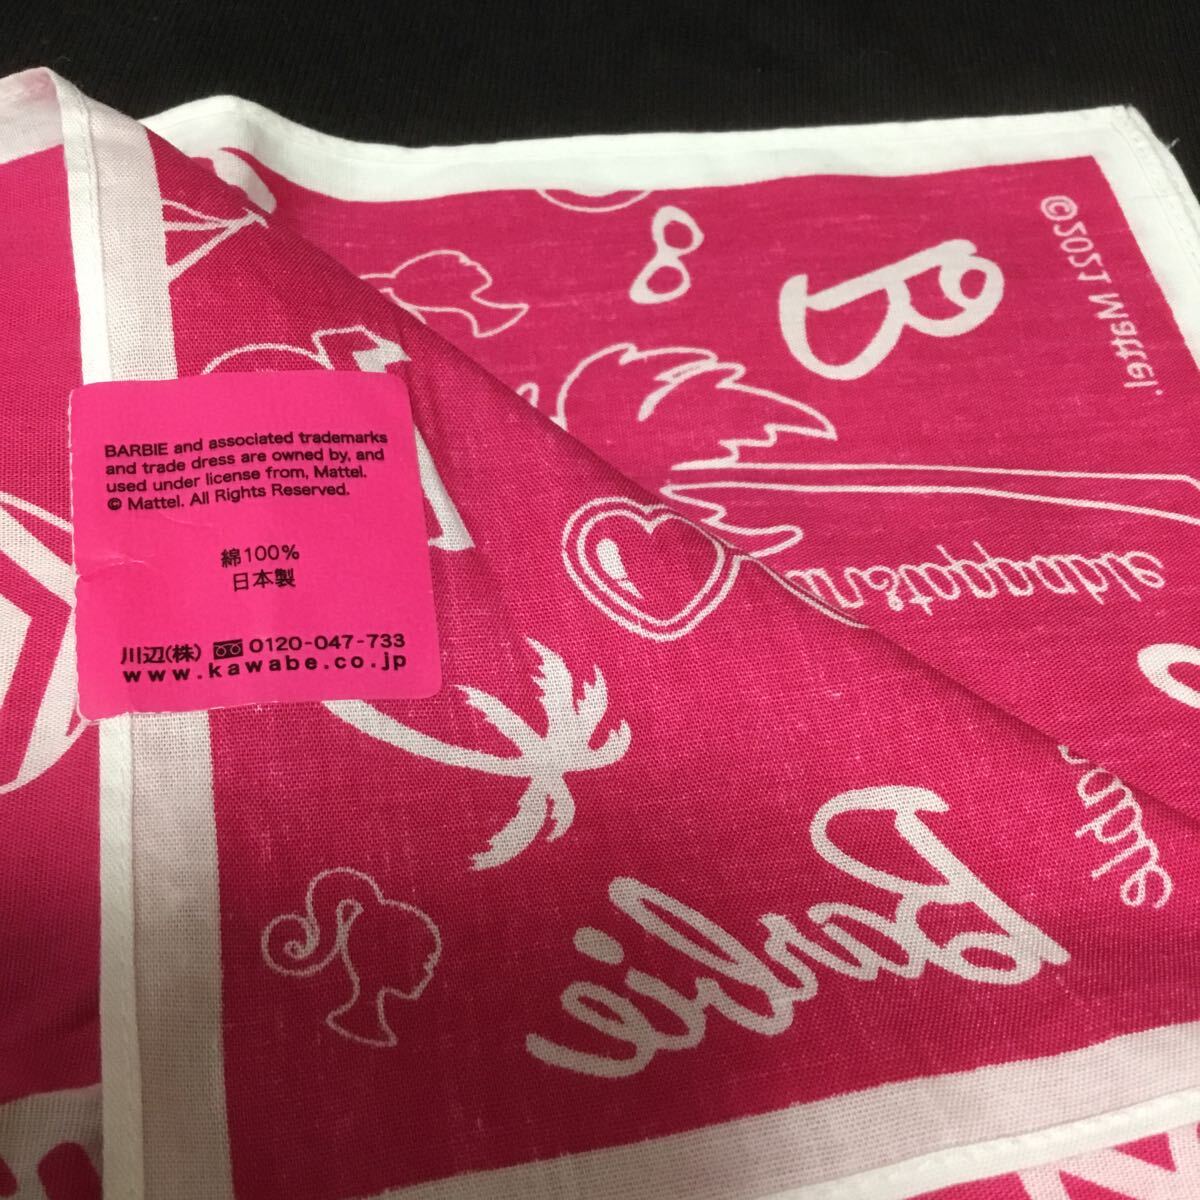 ©2021 Mattel.
B
BARBIE and associated trademarks
and trade dress are owned by, and
used under license from, Mattel.
© Mattel. All Rights Reserved.
綿100%
日本製
川辺(株) 0120-047-733
www.kawabe.co.jp
Barbie